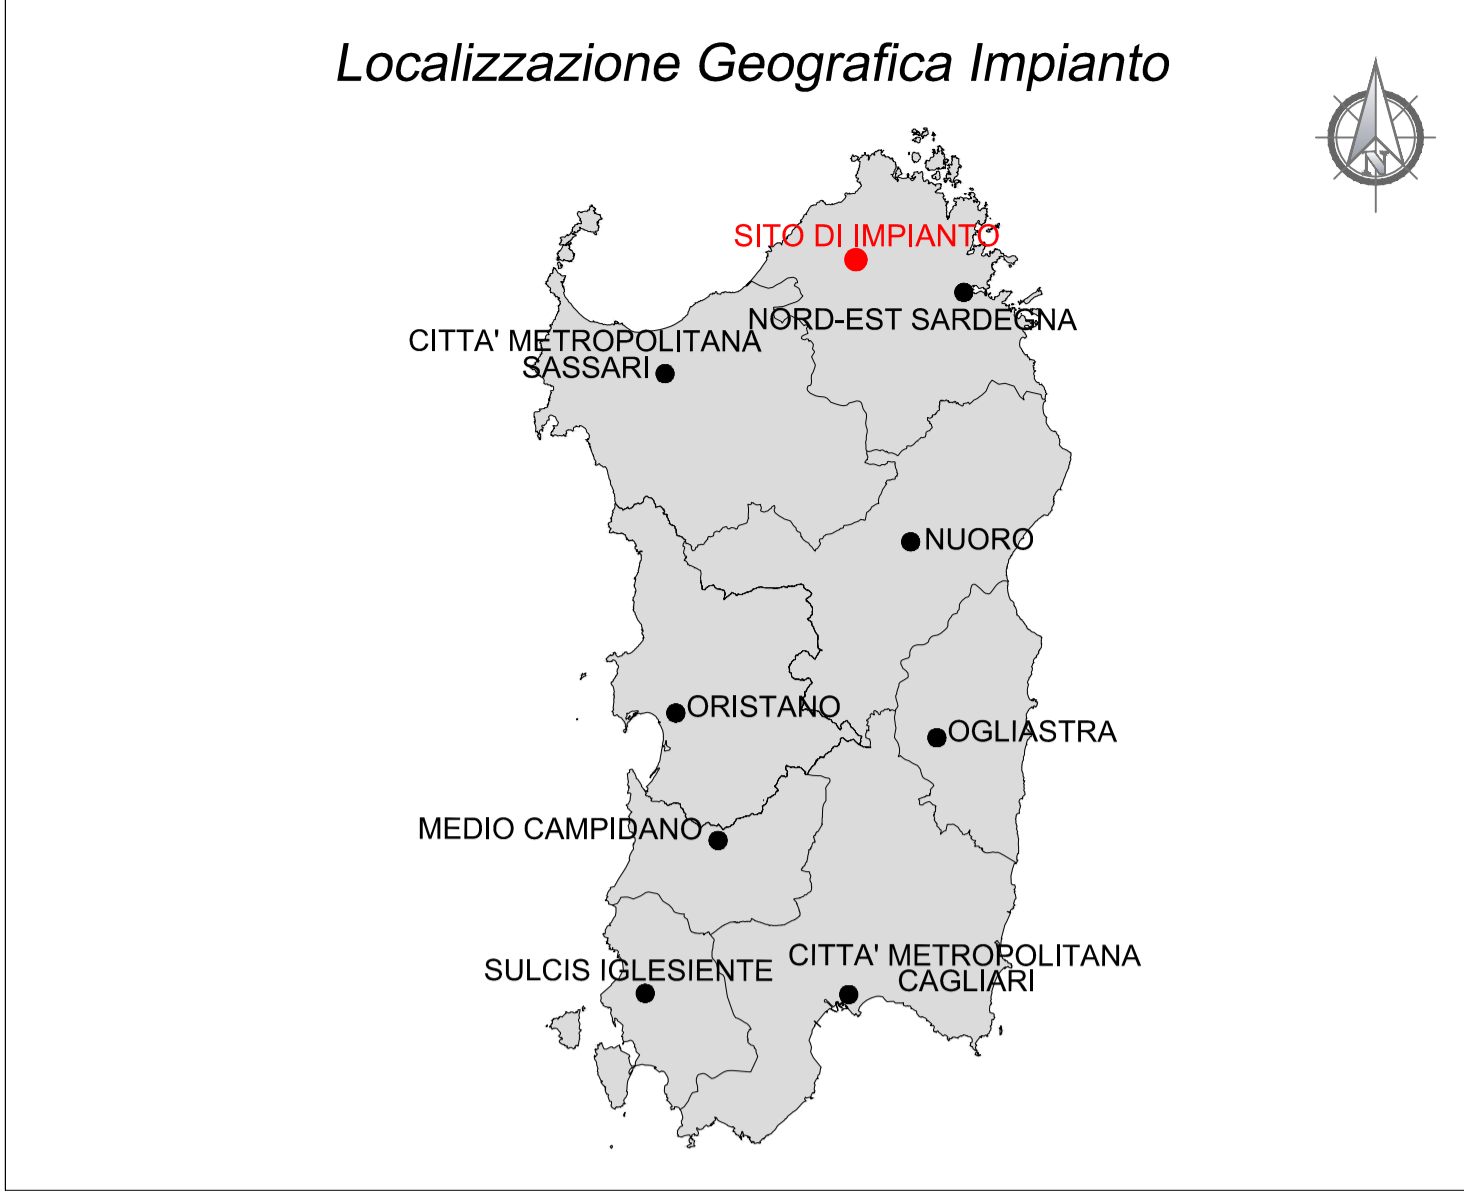 Localizzazione Geografica Impianto
N
SITO DI IMPIANTO
NORD-EST SARDEGNA
CITTA' METROPOLITANA
SASSARI
NUORO
ORISTANO
OGLIASTRA
MEDIO CAMPIDANO
SULCIS IGLESIENTE
CITTA' METROPOLITANA
CAGLIARI